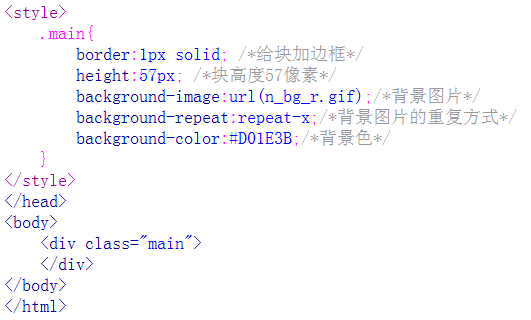 <style>
.main{
border:1px solid; /*给块加边框*/
height:57px; /*块高度57像素*/
background-image:url(n_bg_r.gif);/*背景图片*/
background-repeat:repeat-x;/*背景图片的重复方式*/
background-color:#D01E3B;/*背景色*/
}
</style>
</head>
<body>
<div class="main">
</div>
</body>
</html>